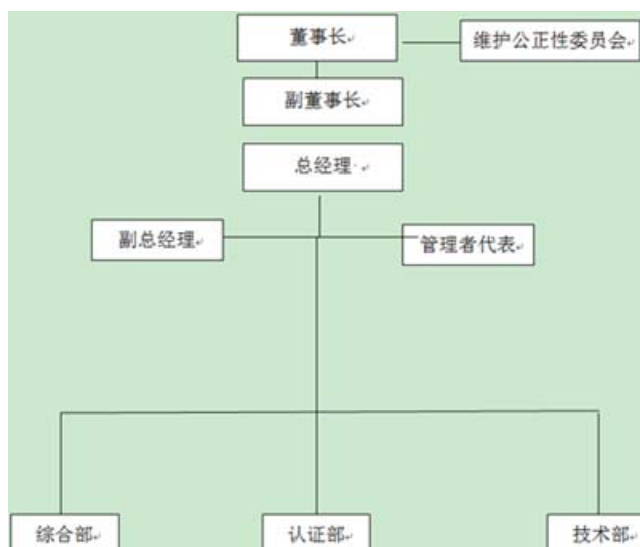 董事长
维护公正性委员会
副董事长
总经理
副总经理
管理者代表
综合部
认证部
技术部